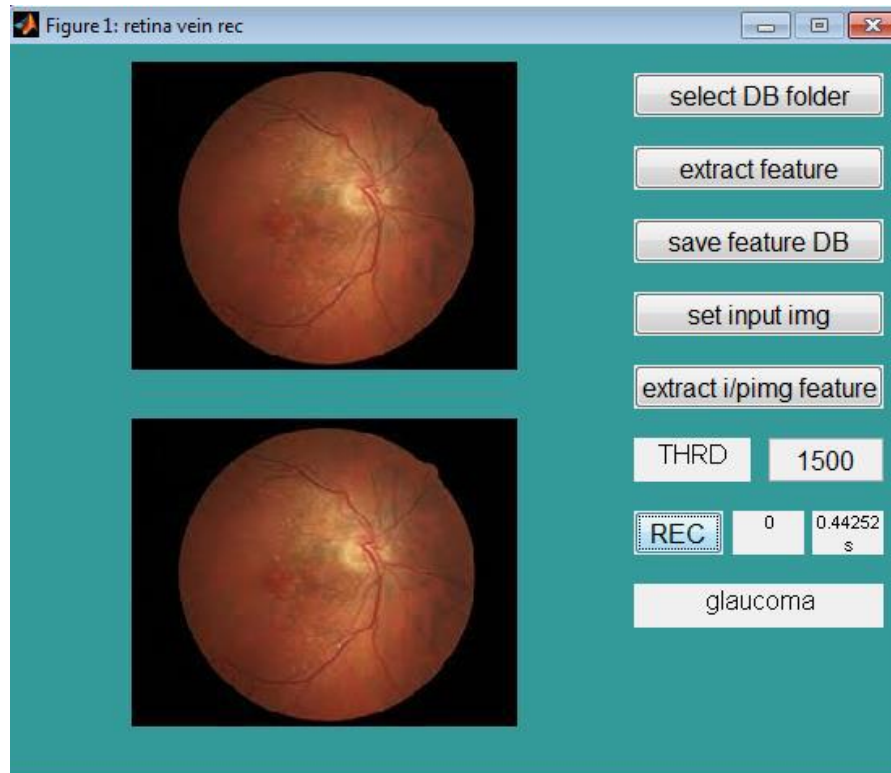 Figure 1: retina vein rec
select DB folder
extract feature
save feature DB
set input img
extract i/pimg feature
THRD 1500
REC 0 0.44252
s
glaucoma